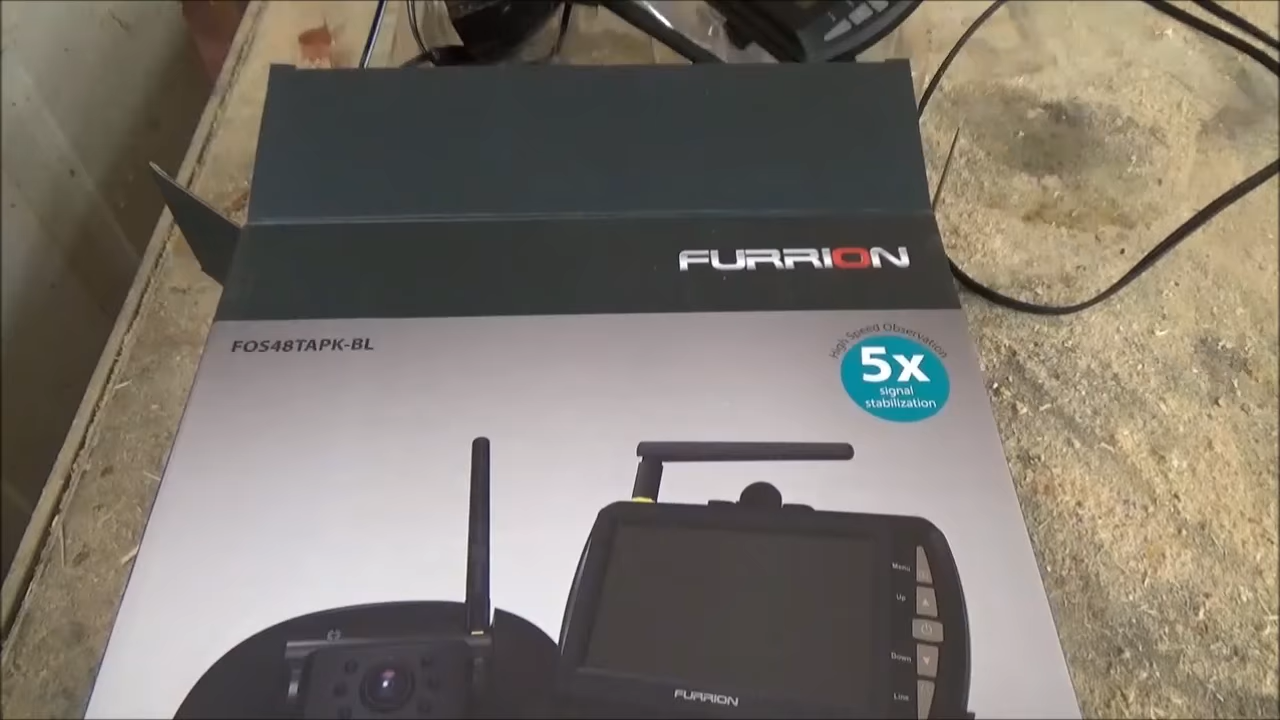 FURRION
FOS48TAPK-BL
High Speed Observation
5x
signal
stabilization
Menu
Up
Down
Line
FURRION